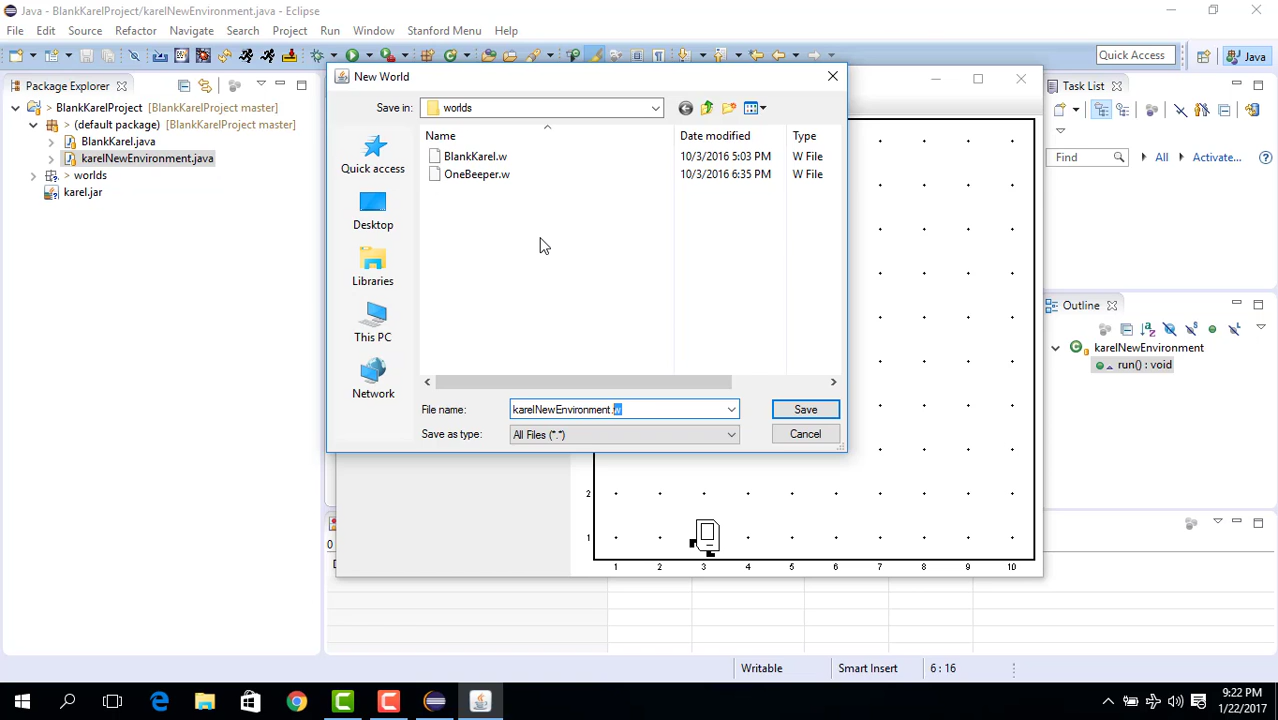 Java - BlankKarelProject/karelNewEnvironment.java - Eclipse
File Edit Source Refactor Navigate Search Project Run Window Stanford Menu Help
Quick Access
Java
Package Explorer
BlankKarelProject [BlankKarelProject master]
(default package) [BlankKarelProject master]
BlankKarel.java
karelNewEnvironment.java
worlds
karel.jar
New World
Save in: worlds
Name Date modified Type
BlankKarel.w 10/3/2016 5:03 PM W File
OneBeeper.w 10/3/2016 6:35 PM W File
Quick access
Desktop
Libraries
This PC
Network
File name: karelNewEnvironment.w Save
Save as type: All Files (*.*) Cancel
2
1
1 2 3 4 5 6 7 8 9 10
0
Task List
Find All Activate...
Outline
karelNewEnvironment
run() : void
Writable Smart Insert 6 : 16
9:22 PM
1/22/2017